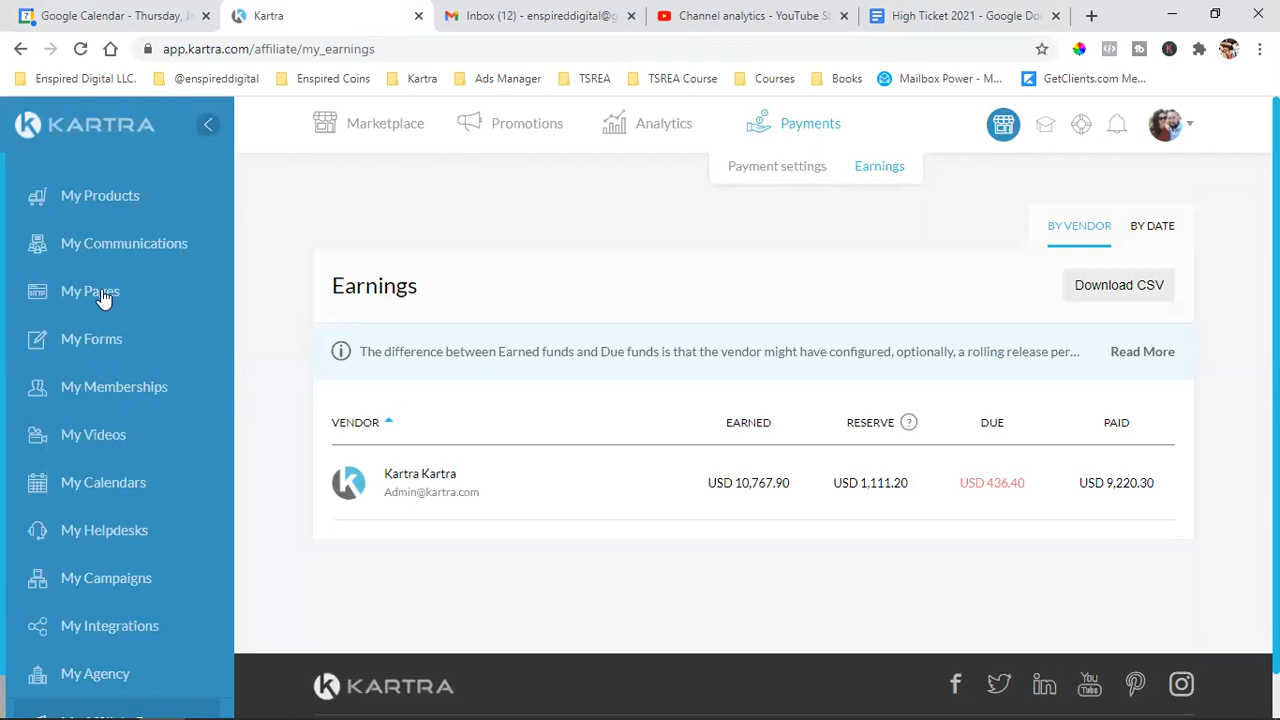 Google Calendar - Thursday, J
Kartra
Inbox (12) - enspireddigital@g
Channel analytics - YouTube St
High Ticket 2021 - Google Doc
app.kartra.com/affiliate/my_earnings
Enspired Digital LLC.
@enspireddigital
Enspired Coins
Kartra
Ads Manager
TSREA
TSREA Course
Courses
Books
Mailbox Power - M...
GetClients.com Me...
KARTRA
Marketplace
Promotions
Analytics
Payments
Payment settings
Earnings
My Products
My Communications
My Pages
My Forms
My Memberships
My Videos
My Calendars
My Helpdesks
My Campaigns
My Integrations
My Agency
BY VENDOR
BY DATE
Earnings
Download CSV
The difference between Earned funds and Due funds is that the vendor might have configured, optionally, a rolling release per...
Read More
VENDOR EARNED RESERVE ? DUE PAID
Kartra Kartra
Admin@kartra.com
USD 10,767.90 USD 1,111.20 USD 436.40 USD 9,220.30
KARTRA